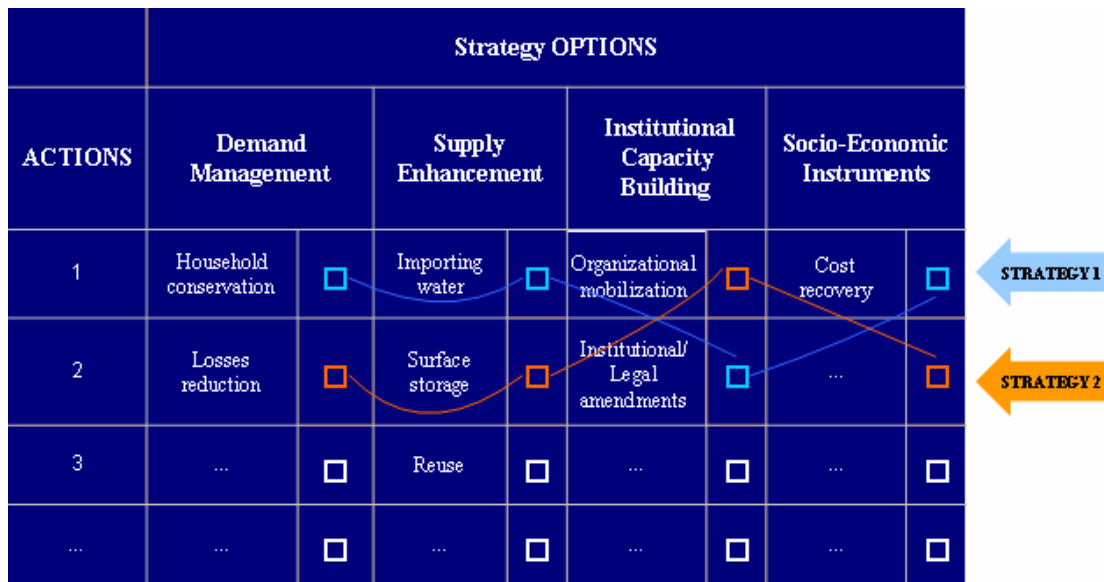 Strategy OPTIONS
ACTIONS
Demand
Management
Supply
Enhancement
Institutional
Capacity
Building
Socio-Economic
Instruments
1
Household
conservation
Importing
water
Organizational
mobilization
Cost
recovery
STRATEGY 1
2
Losses
reduction
Surface
storage
Institutional/
Legal
amendments
...
STRATEGY 2
3
...
Reuse
...
...
...
...
...
...
...